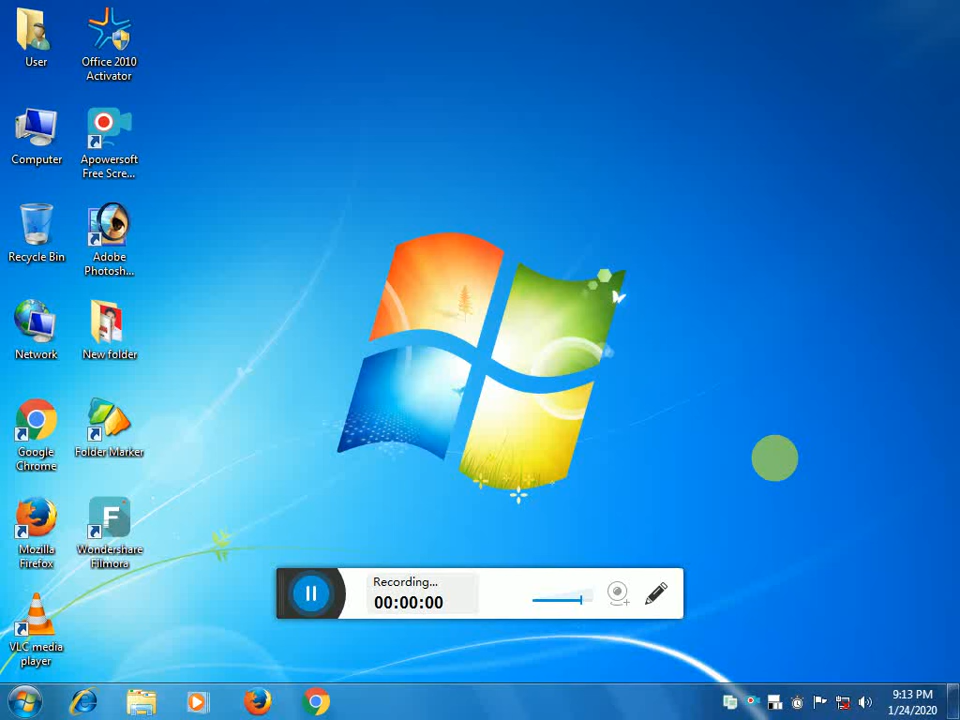 User
Office 2010
Activator
Computer
Apowersoft
Free Scre...
Recycle Bin
Adobe
Photosh...
Network
New folder
Google
Chrome
Folder Marker
Mozilla
Firefox
Wondershare
Filmora
VLC media
player
Recording...
00:00:00
9:13 PM
1/24/2020